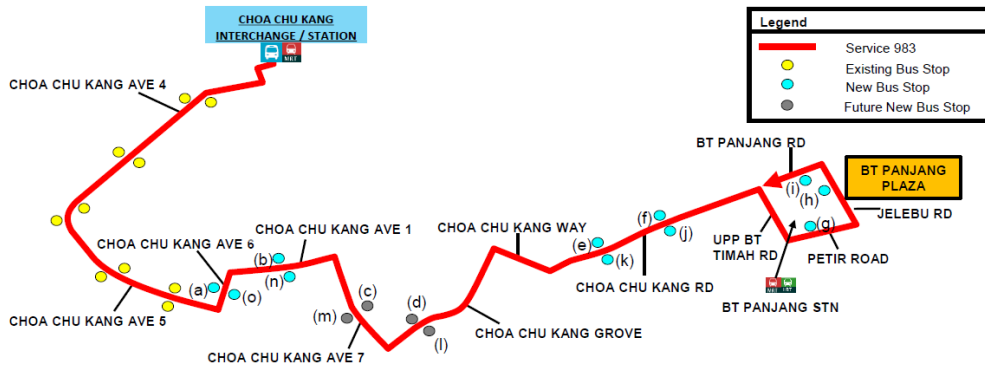 CHOA CHU KANG
INTERCHANGE / STATION
MRT
Legend
Service 983
Existing Bus Stop
New Bus Stop
Future New Bus Stop
CHOA CHU KANG AVE 4
BT PANJANG RD
BT PANJANG
PLAZA
(i)
(h)
JELEBU RD
(g)
PETIR ROAD
UPP BT
TIMAH RD
MRT LRT
BT PANJANG STN
(f)
(j)
CHOA CHU KANG WAY
(e)
(k)
CHOA CHU KANG RD
CHOA CHU KANG AVE 1
CHOA CHU KANG AVE 6
(b)
(n)
(a)
(o)
(c)
(m)
(d)
(l)
CHOA CHU KANG AVE 5
CHOA CHU KANG GROVE
CHOA CHU KANG AVE 7